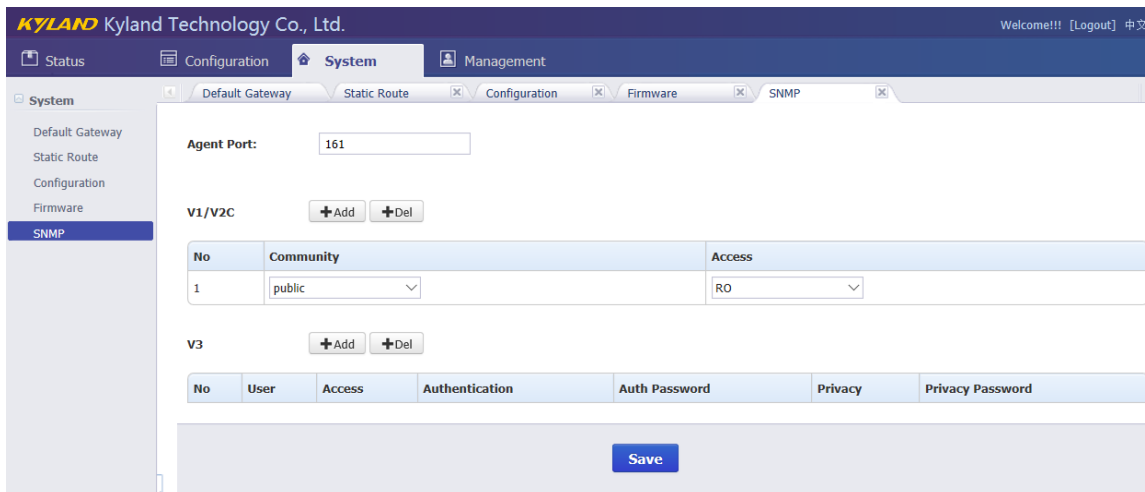 KYLAND Kyland Technology Co., Ltd.
Welcome!!! [Logout] 中文
Status
Configuration
System
Management
System
Default Gateway
Static Route
Configuration
Firmware
SNMP
Default Gateway
Static Route
Configuration
Firmware
SNMP
Agent Port:
161
V1/V2C
Add
Del
No
Community
Access
1
public
RO
V3
Add
Del
No
User
Access
Authentication
Auth Password
Privacy
Privacy Password
Save